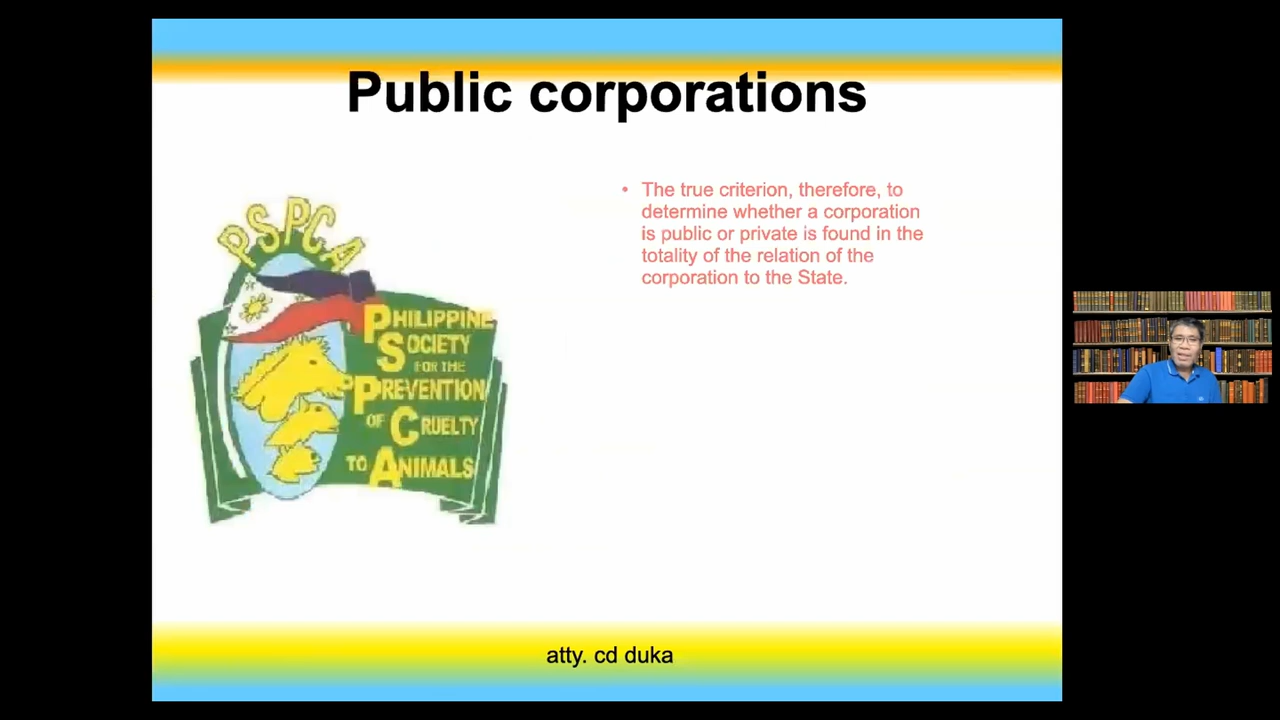 Public corporations
PSPCA
PHILIPPINE
SOCIETY
FOR THE
PREVENTION
OF CRUELTY
TO ANIMALS
• The true criterion, therefore, to
determine whether a corporation
is public or private is found in the
totality of the relation of the
corporation to the State.
atty. cd duka